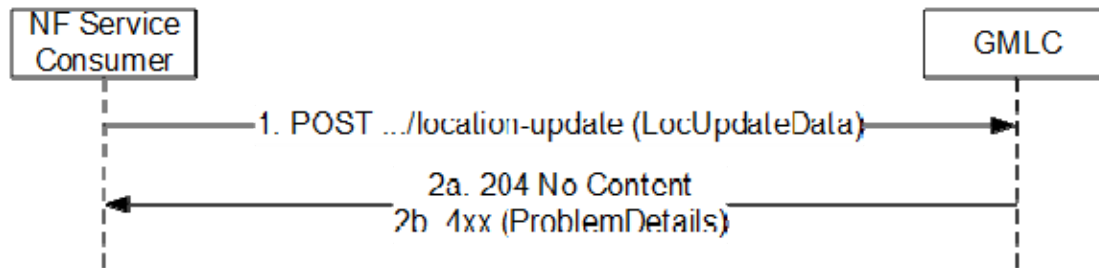 NF Service
Consumer
GMLC
1. POST .../location-update (LocUpdateData)
2a. 204 No Content
2b. 4xx (ProblemDetails)